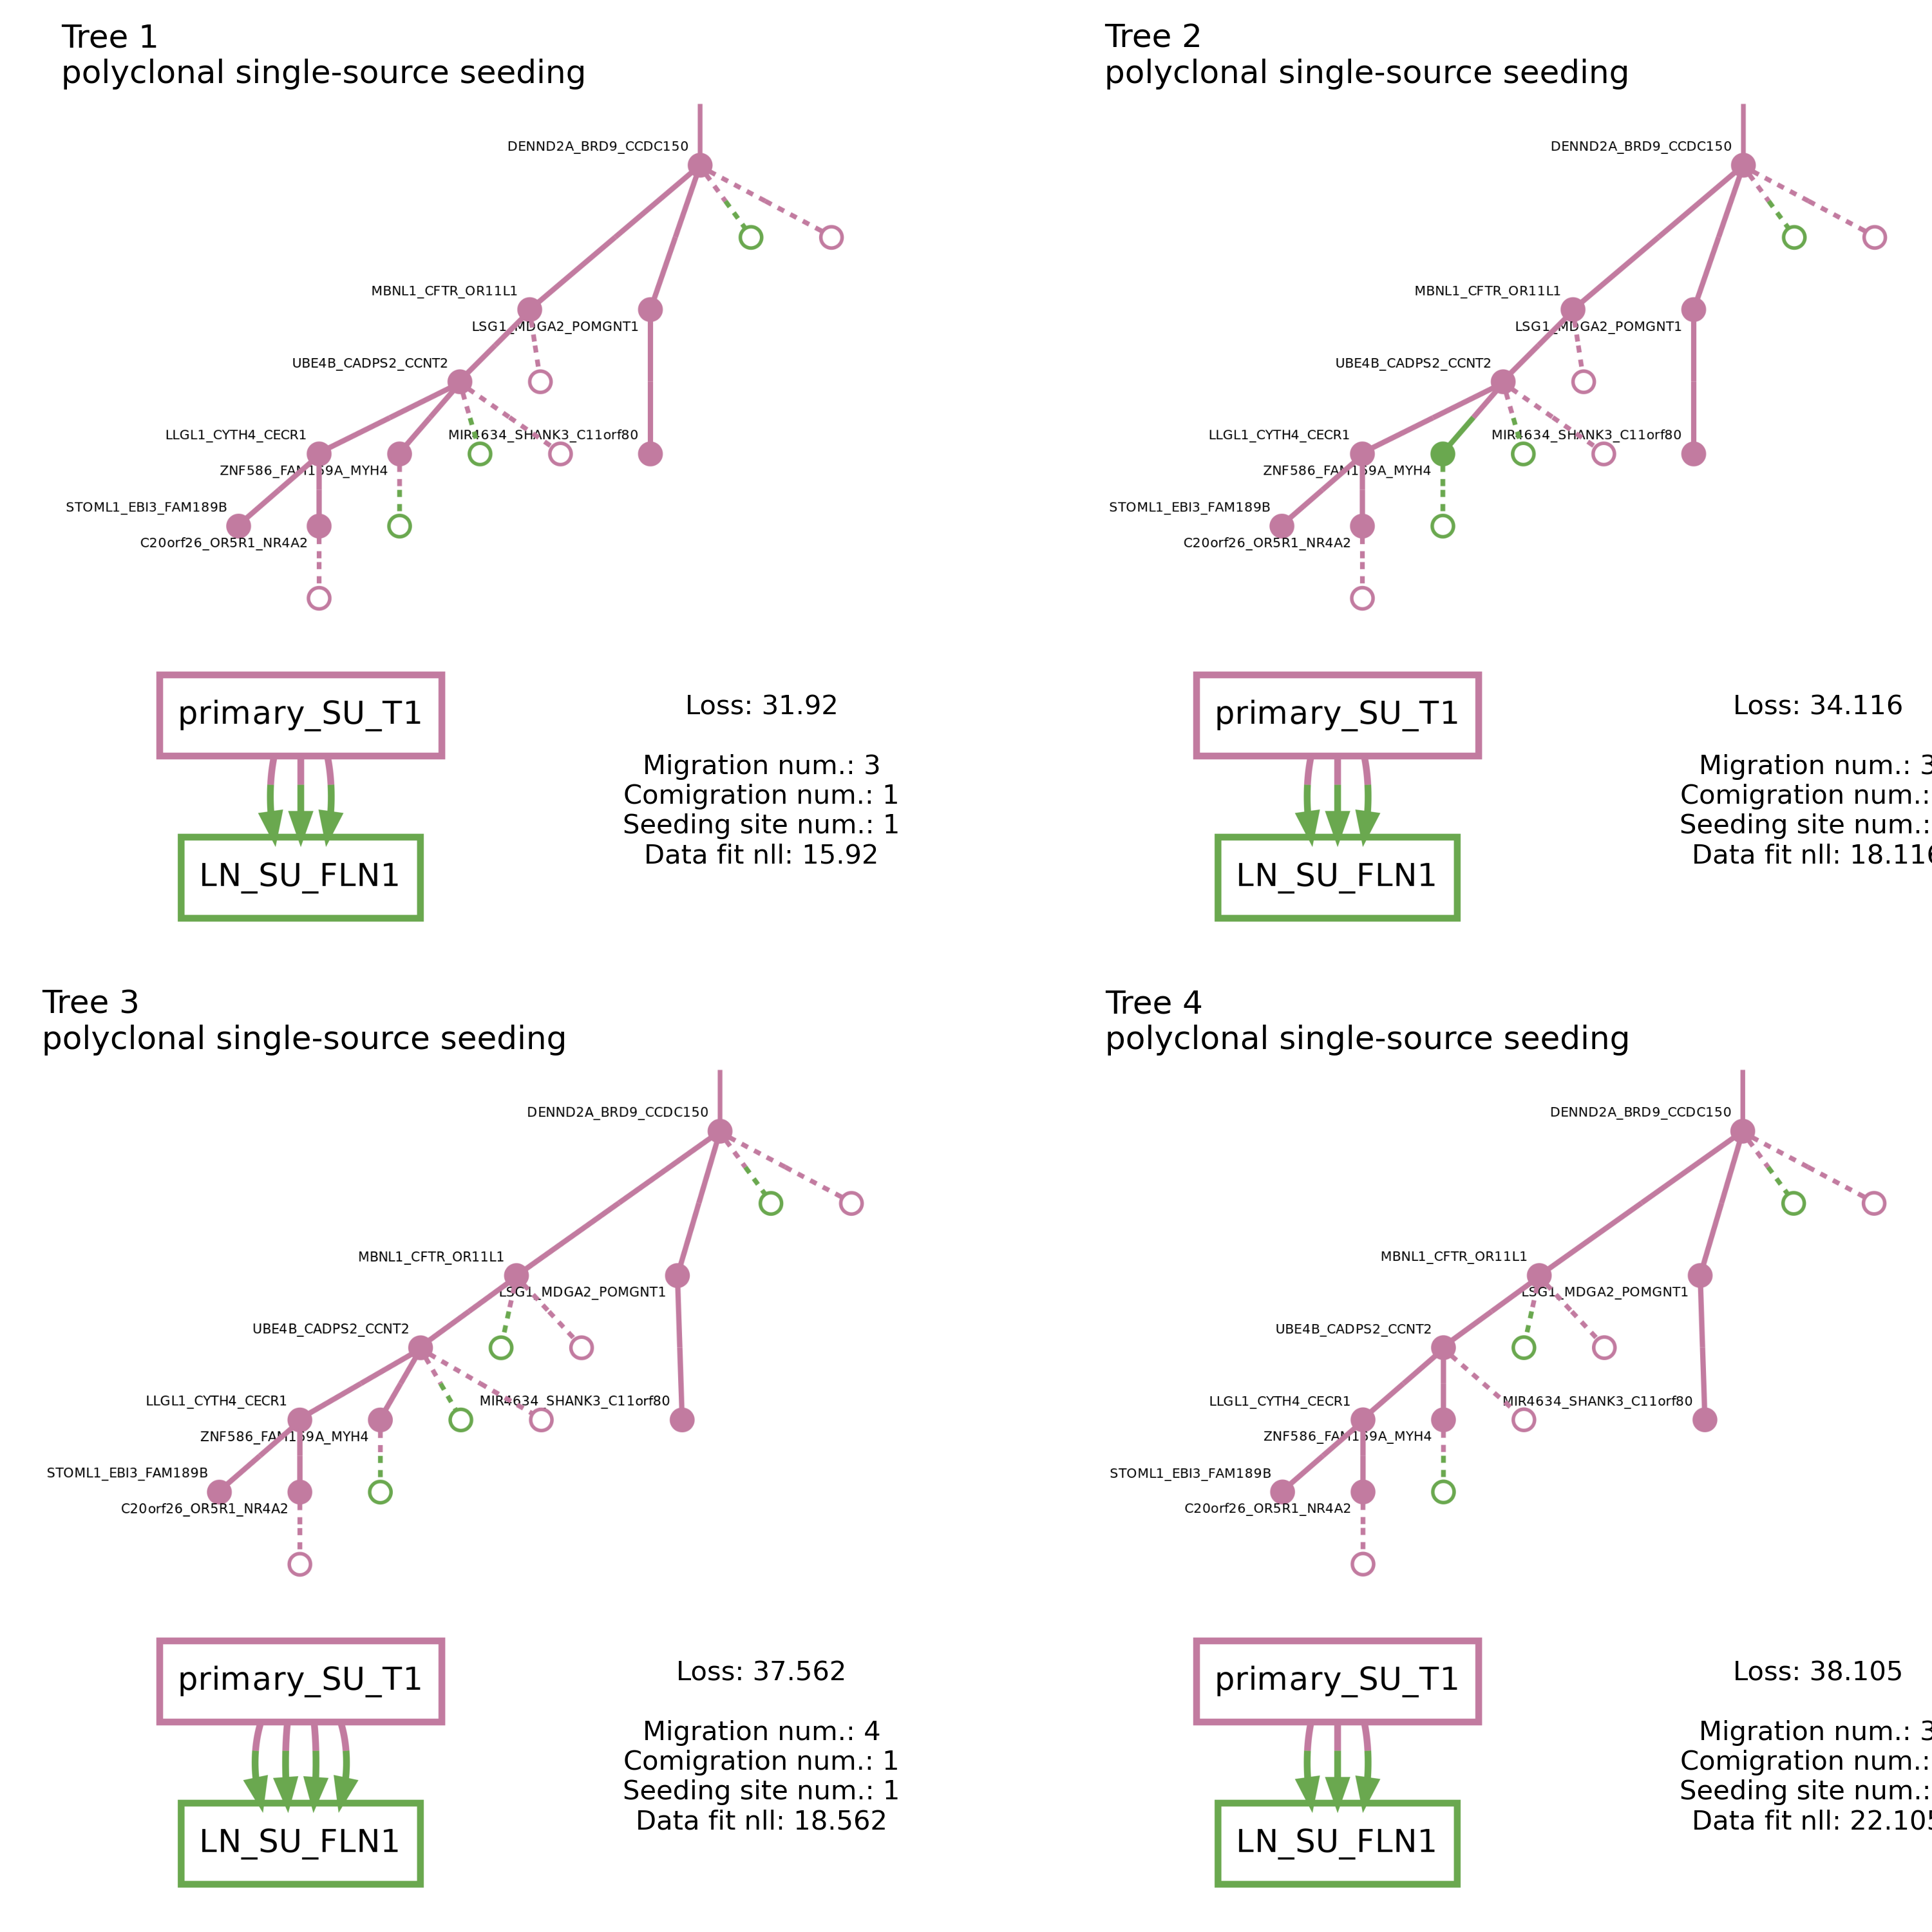 Tree 1
polyclonal single-source seeding
DENND2A_BRD9_CCDC150
MBNL1_CFTR_OR11L1
LSG1_MDGA2_POMGNT1
UBE4B_CADPS2_CCNT2
LLGL1_CYTH4_CECR1
MIR4634_SHANK3_C11orf80
ZNF586_FAM169A_MYH4
STOML1_EBI3_FAM189B
C20orf26_OR5R1_NR4A2
primary_SU_T1
LN_SU_FLN1
Loss: 31.92
Migration num.: 3
Comigration num.: 1
Seeding site num.: 1
Data fit nll: 15.92
Tree 2
polyclonal single-source seeding
DENND2A_BRD9_CCDC150
MBNL1_CFTR_OR11L1
LSG1_MDGA2_POMGNT1
UBE4B_CADPS2_CCNT2
LLGL1_CYTH4_CECR1
MIR4634_SHANK3_C11orf80
ZNF586_FAM169A_MYH4
STOML1_EBI3_FAM189B
C20orf26_OR5R1_NR4A2
primary_SU_T1
LN_SU_FLN1
Loss: 34.116
Migration num.: 3
Comigration num.:
Seeding site num.:
Data fit nll: 18.116
Tree 3
polyclonal single-source seeding
DENND2A_BRD9_CCDC150
MBNL1_CFTR_OR11L1
LSG1_MDGA2_POMGNT1
UBE4B_CADPS2_CCNT2
LLGL1_CYTH4_CECR1
MIR4634_SHANK3_C11orf80
ZNF586_FAM169A_MYH4
STOML1_EBI3_FAM189B
C20orf26_OR5R1_NR4A2
primary_SU_T1
LN_SU_FLN1
Loss: 37.562
Migration num.: 4
Comigration num.: 1
Seeding site num.: 1
Data fit nll: 18.562
Tree 4
polyclonal single-source seeding
DENND2A_BRD9_CCDC150
MBNL1_CFTR_OR11L1
LSG1_MDGA2_POMGNT1
UBE4B_CADPS2_CCNT2
LLGL1_CYTH4_CECR1
MIR4634_SHANK3_C11orf80
ZNF586_FAM169A_MYH4
STOML1_EBI3_FAM189B
C20orf26_OR5R1_NR4A2
primary_SU_T1
LN_SU_FLN1
Loss: 38.105
Migration num.: 3
Comigration num.:
Seeding site num.:
Data fit nll: 22.105